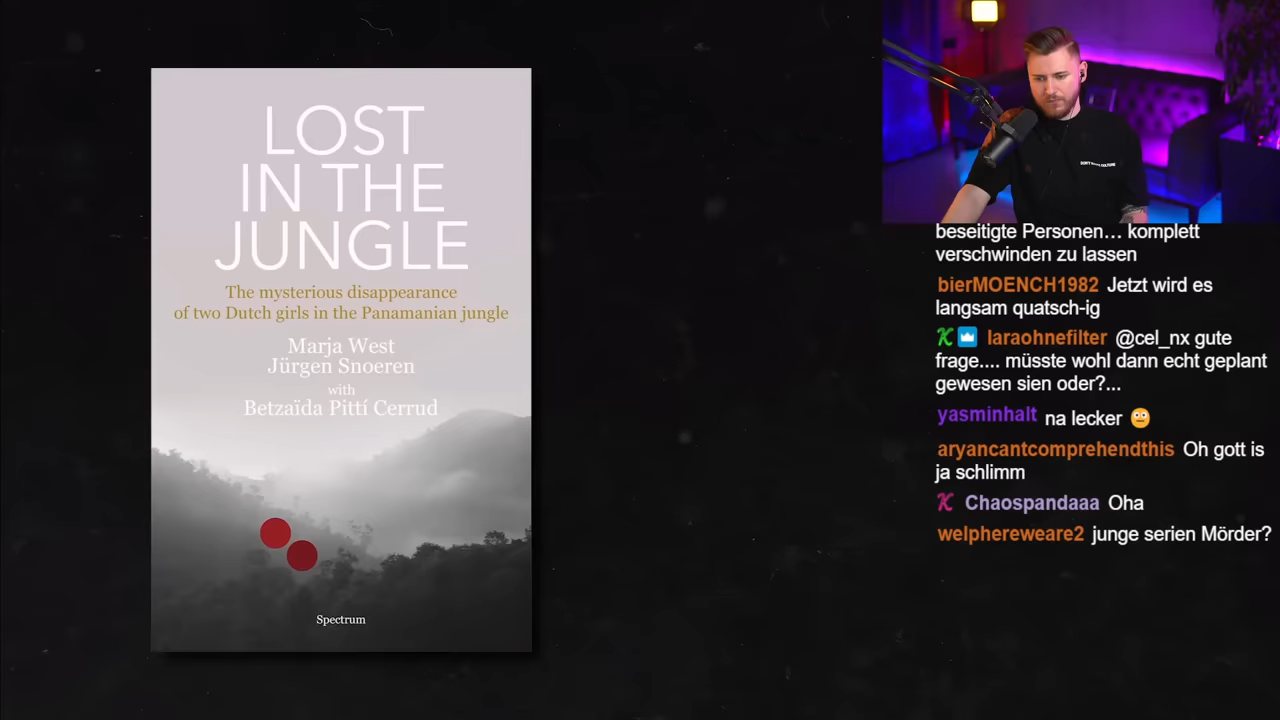 LOST
IN THE
JUNGLE
The mysterious disappearance
of two Dutch girls in the Panamanian jungle
Marja West
Jürgen Snoeren
with
Betzaïda Pittí Cerrud
Spectrum
beseitigte Personen… komplett
verschwinden zu lassen
bierMOENCH1982 Jetzt wird es
langsam quatsch-ig
laraohnefilter @cel_nx gute
frage.... müsste wohl dann echt geplant
gewesen sien oder?...
yasminhalt na lecker 😳
aryancantcomprehendthis Oh gott is
ja schlimm
Chaospandaaa Oha
welphereweare2 junge serien Mörder?